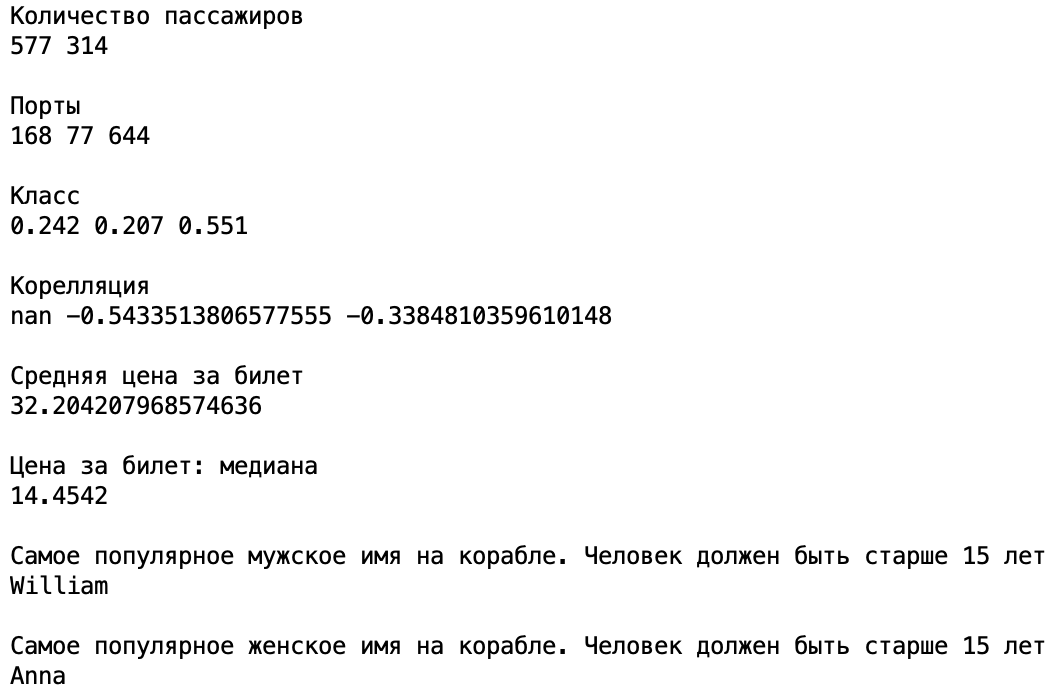 Количество пассажиров
577 314
Порты
168 77 644
Класс
0.242 0.207 0.551
Корелляция
nan -0.5433513806577555 -0.3384810359610148
Средняя цена за билет
32.204207968574636
Цена за билет: медиана
14.4542
Самое популярное мужское имя на корабле. Человек должен быть старше 15 лет
William
Самое популярное женское имя на корабле. Человек должен быть старше 15 лет
Anna